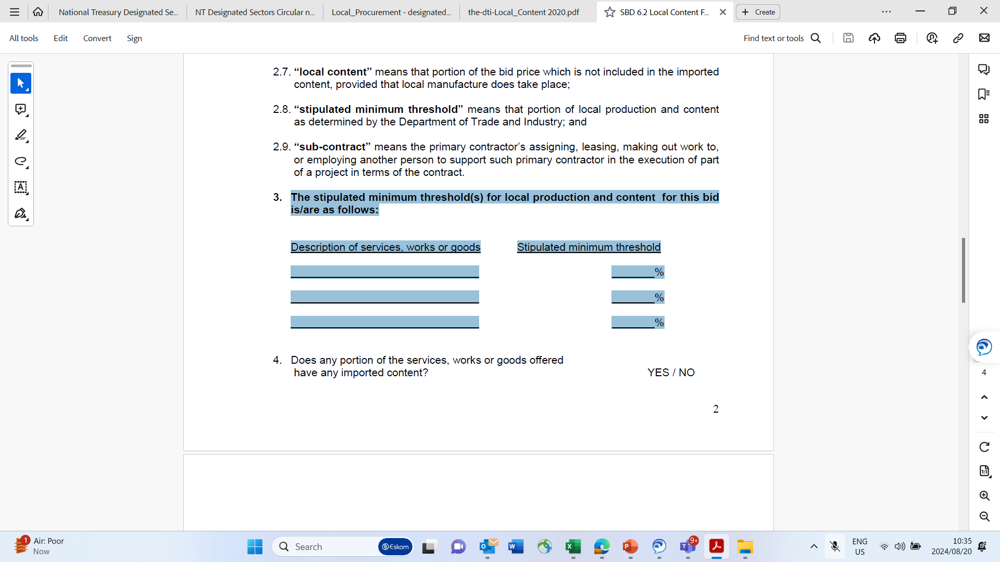 National Treasury Designated Se...
NT Designated Sectors Circular n...
Local_Procurement - designated...
the-dti-Local_Content 2020.pdf
SBD 6.2 Local Content F...
Create
All tools
Edit
Convert
Sign
Find text or tools
2.7. “local content” means that portion of the bid price which is not included in the imported
content, provided that local manufacture does take place;
2.8. “stipulated minimum threshold” means that portion of local production and content
as determined by the Department of Trade and Industry; and
2.9. “sub-contract” means the primary contractor’s assigning, leasing, making out work to,
or employing another person to support such primary contractor in the execution of part
of a project in terms of the contract.
3. The stipulated minimum threshold(s) for local production and content for this bid
is/are as follows:
Description of services, works or goods Stipulated minimum threshold
_______%
_______%
_______%
4. Does any portion of the services, works or goods offered
have any imported content? YES / NO
2
4
1:1
1
Air: Poor
Now
Search
Eskom
9+
ENG
US
10:35
2024/08/20